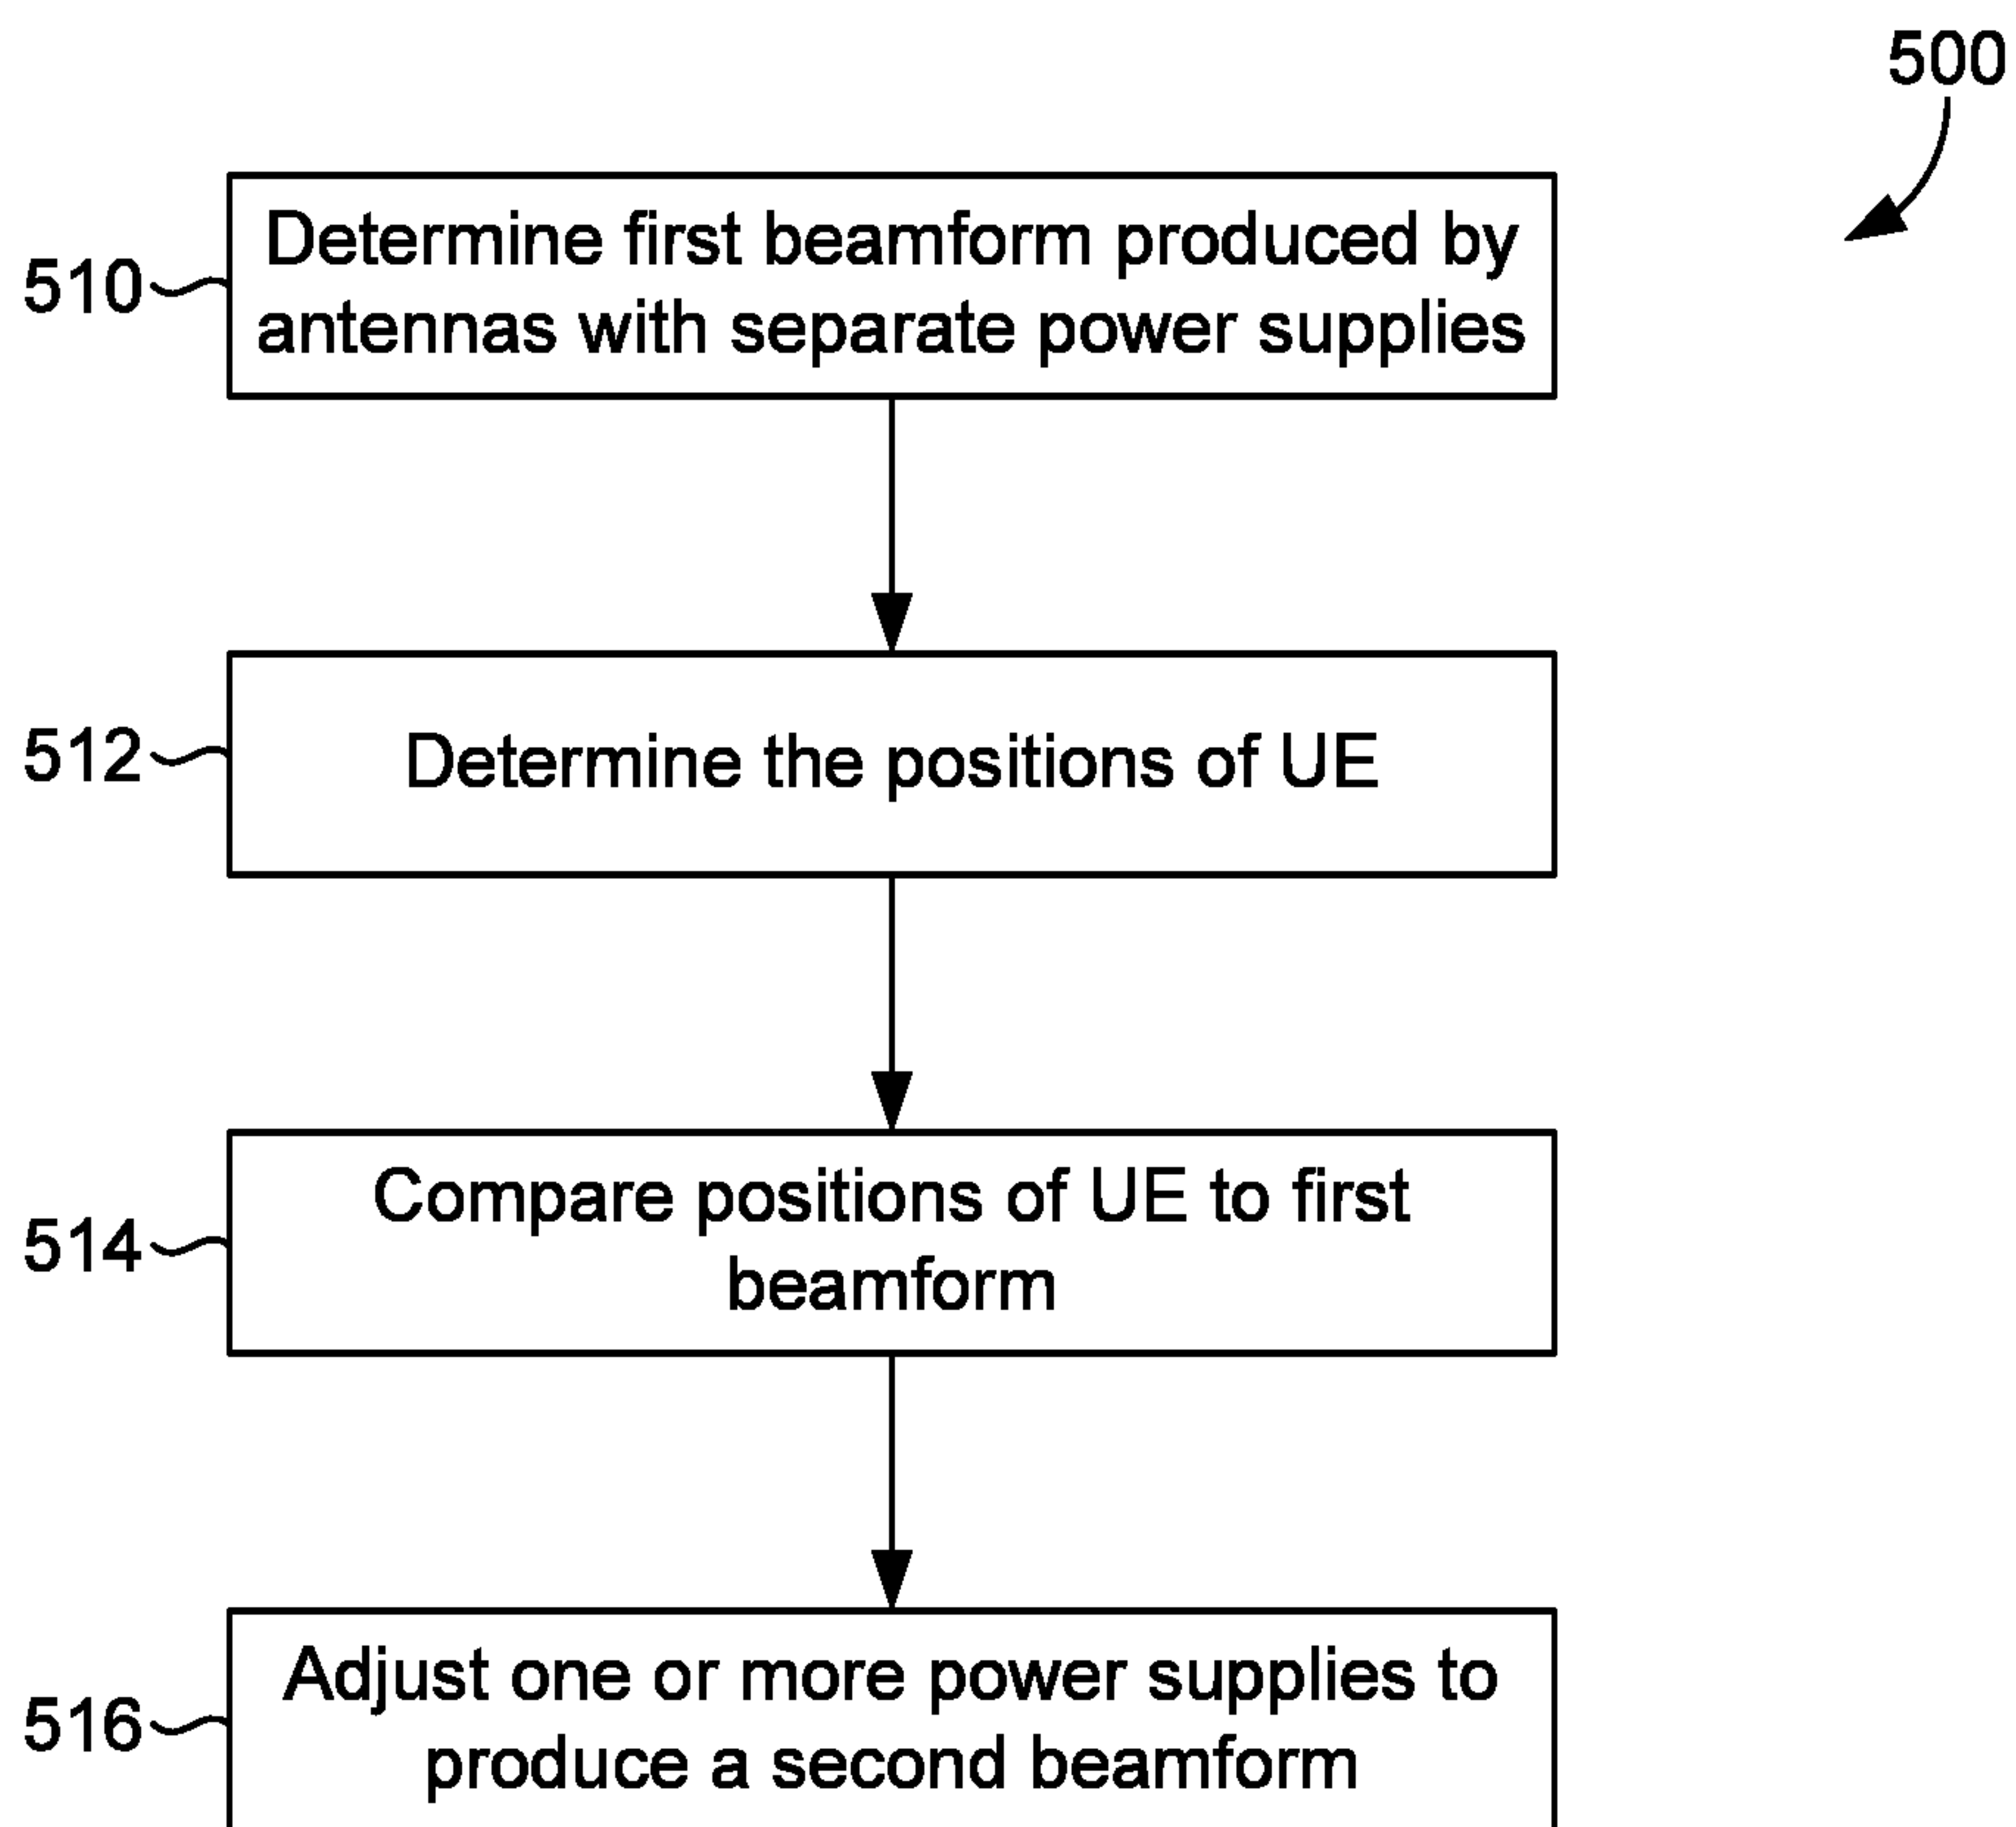 500
510
Determine first beamform produced by
antennas with separate power supplies
512
Determine the positions of UE
514
Compare positions of UE to first
beamform
516
Adjust one or more power supplies to
produce a second beamform